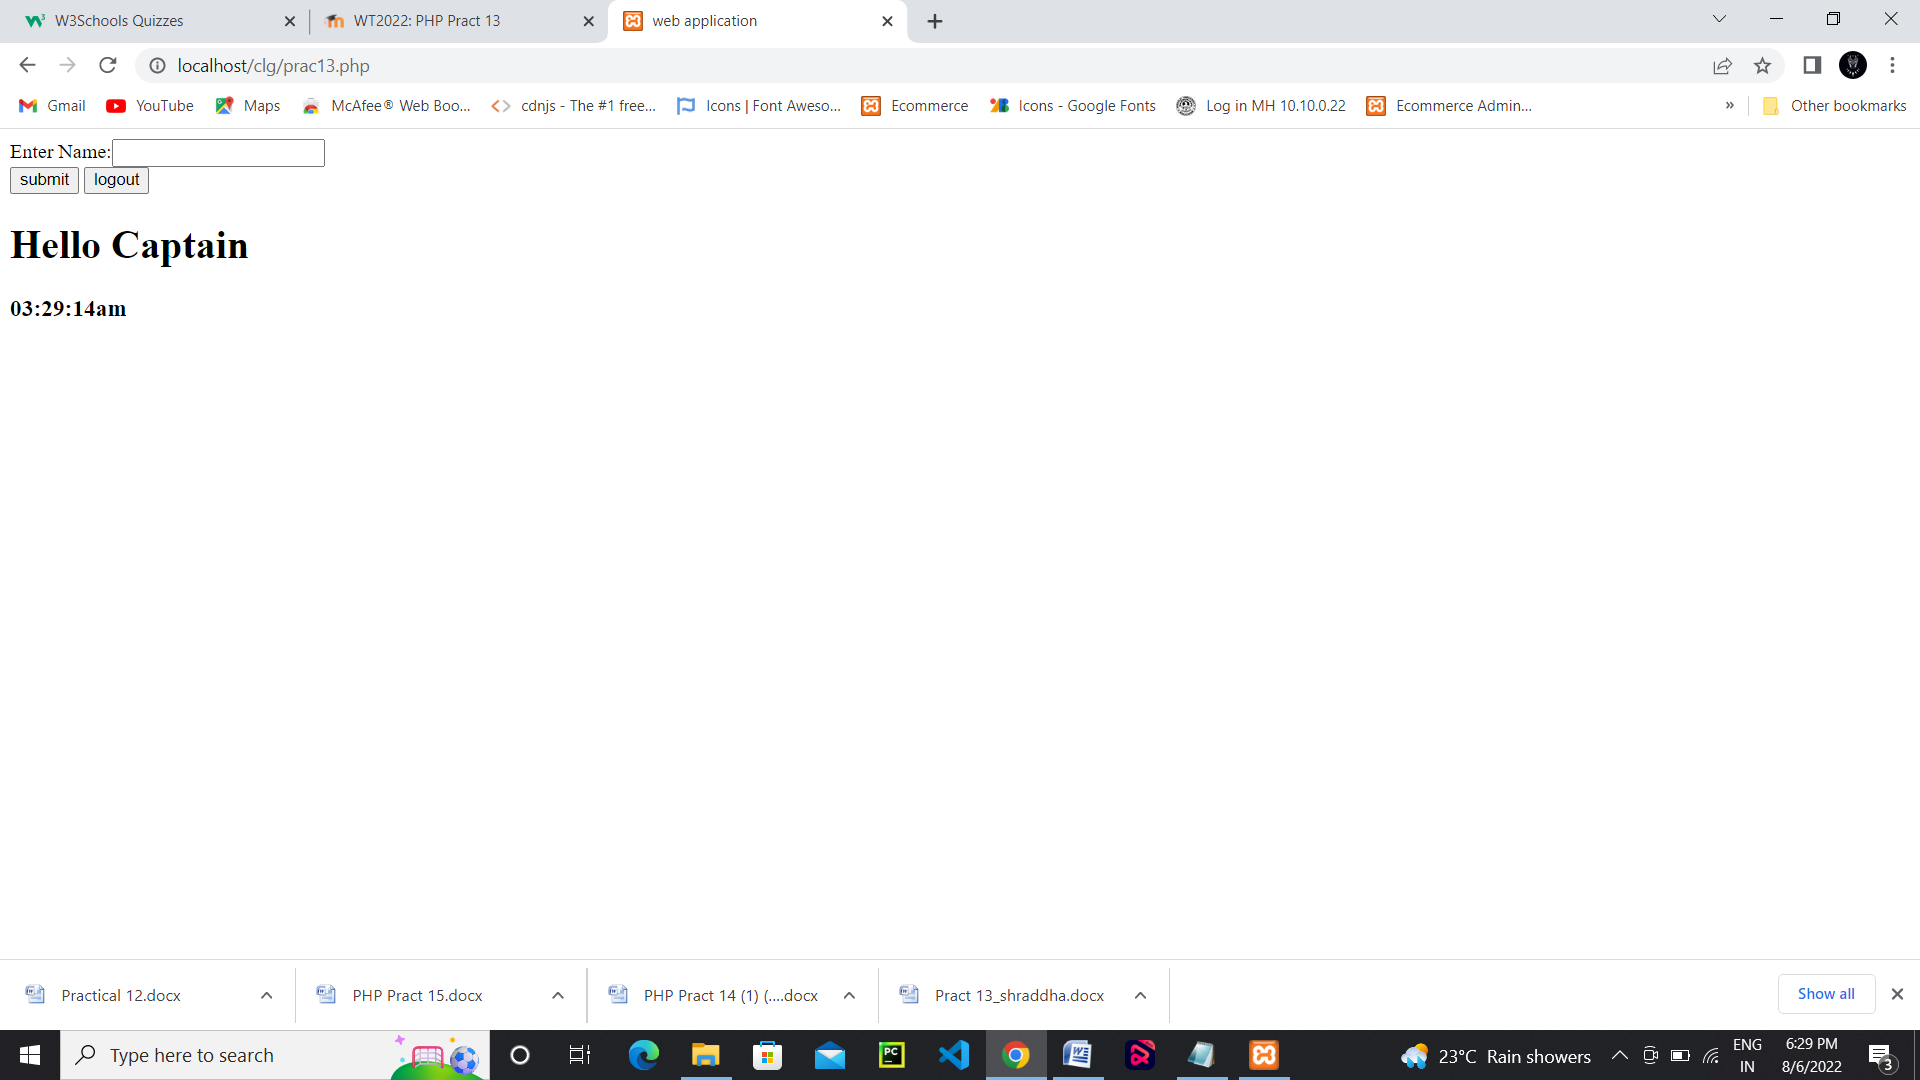 W3Schools Quizzes
WT2022: PHP Pract 13
web application
localhost/clg/prac13.php
Gmail
YouTube
Maps
McAfee® Web Boo...
cdnjs - The #1 free...
Icons | Font Aweso...
Ecommerce
Icons - Google Fonts
Log in MH 10.10.0.22
Ecommerce Admin...
»
Other bookmarks
Enter Name:
submit logout
Hello Captain
03:29:14am
Practical 12.docx
PHP Pract 15.docx
PHP Pract 14 (1) (....docx
Pract 13_shraddha.docx
Show all
Type here to search
23°C Rain showers
ENG
IN
6:29 PM
8/6/2022
3